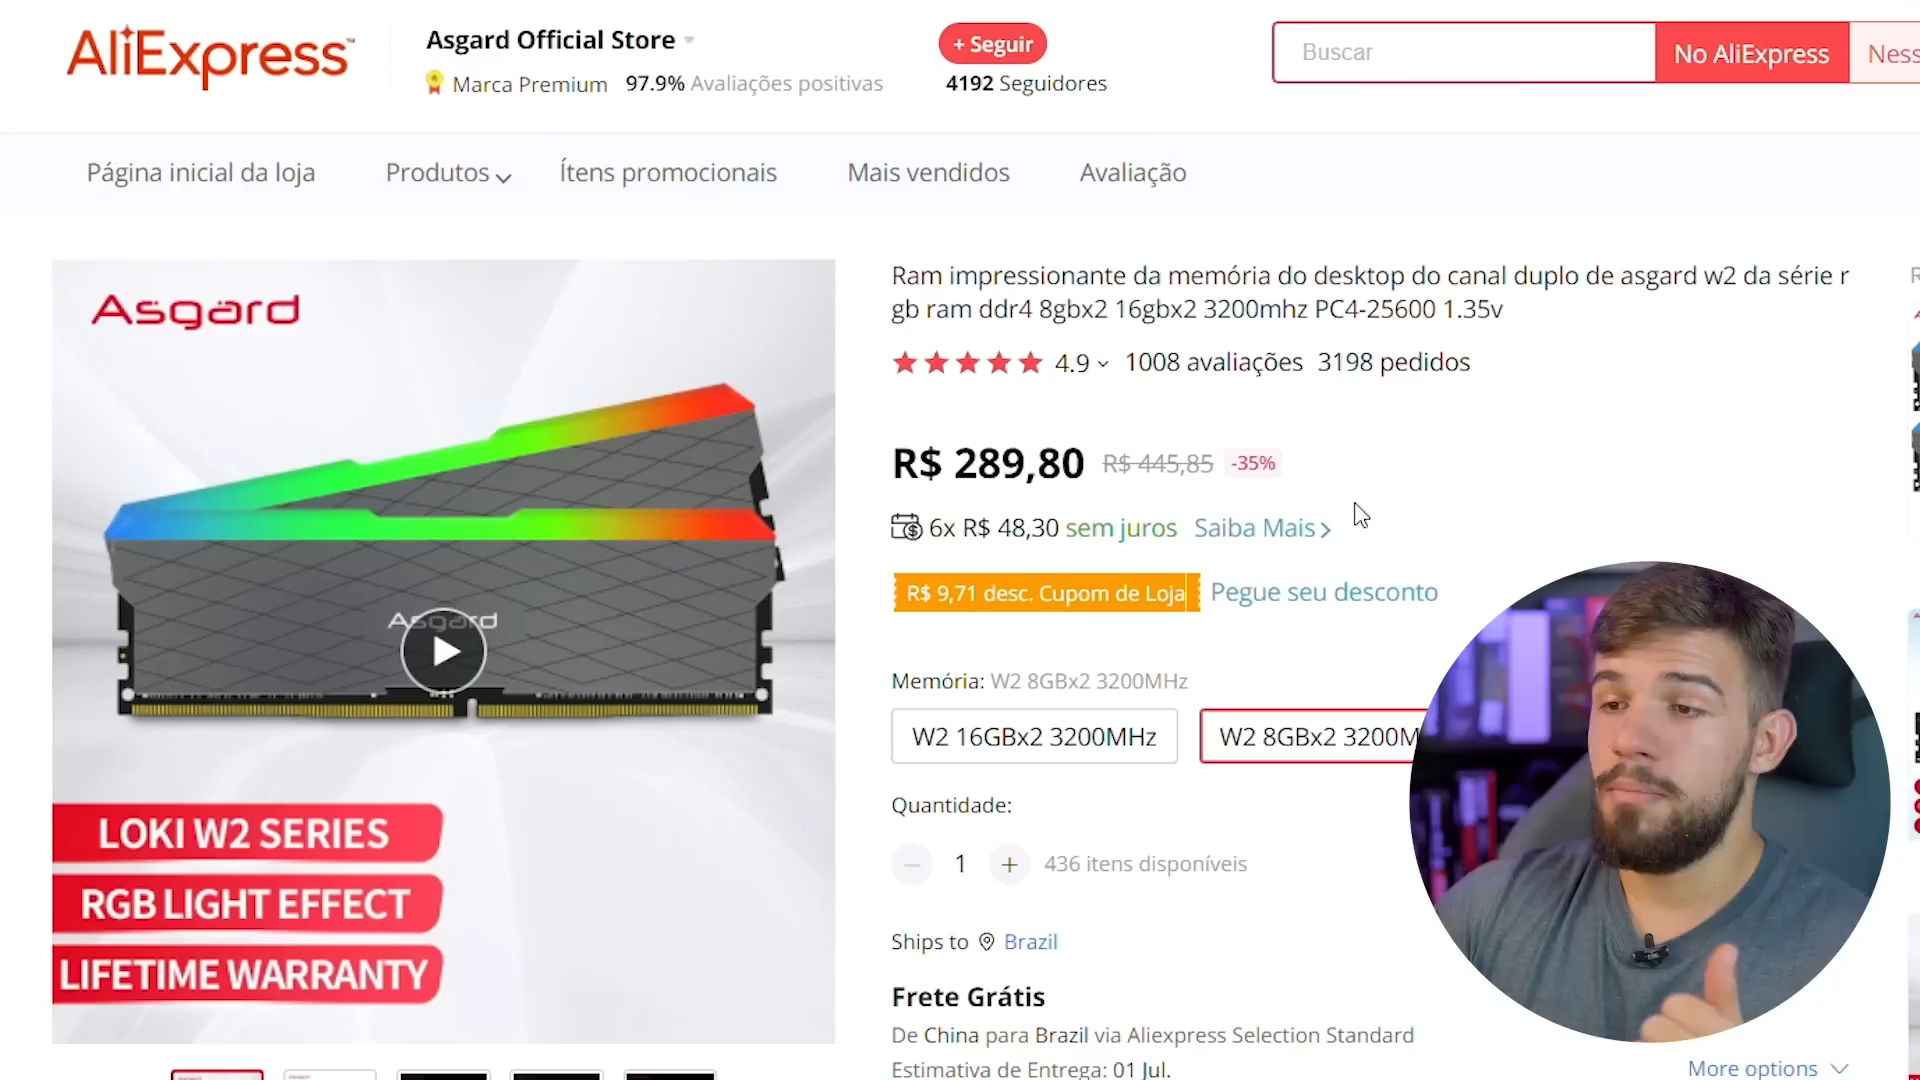 AliExpress™
Asgard Official Store
+ Seguir
Marca Premium 97.9% Avaliações positivas
4192 Seguidores
Buscar
No AliExpress
Página inicial da loja
Produtos
Ítens promocionais
Mais vendidos
Avaliação
Asgard
Asgard
LOKI W2 SERIES
RGB LIGHT EFFECT
LIFETIME WARRANTY
Ram impressionante da memória do desktop do canal duplo de asgard w2 da série r
gb ram ddr4 8gbx2 16gbx2 3200mhz PC4-25600 1.35v
4.9 1008 avaliações 3198 pedidos
R$ 289,80 R$ 445,85 -35%
6x R$ 48,30 sem juros Saiba Mais
R$ 9,71 desc. Cupom de Loja Pegue seu desconto
Memória: W2 8GBx2 3200MHz
W2 16GBx2 3200MHz
W2 8GBx2 3200M
Quantidade:
1 + 436 itens disponíveis
Ships to Brazil
Frete Grátis
De China para Brazil via Aliexpress Selection Standard
Estimativa de Entrega: 01 Jul.
More options